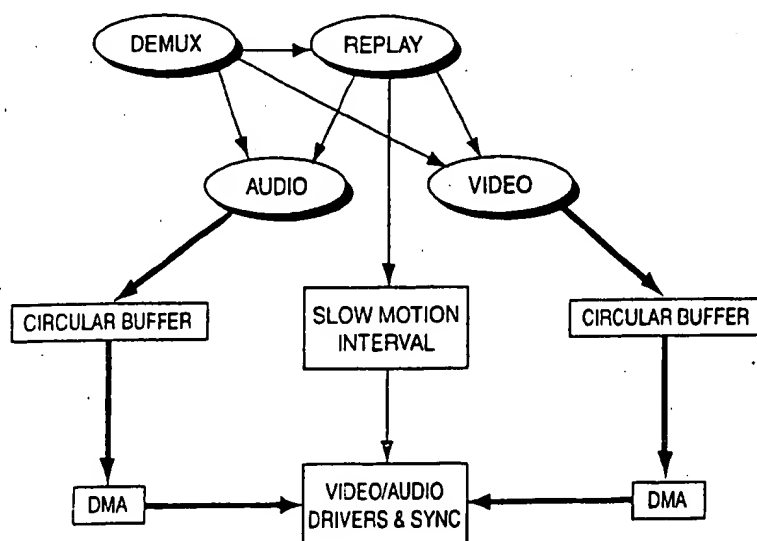 DEMUX
REPLAY
AUDIO
VIDEO
CIRCULAR BUFFER
SLOW MOTION
INTERVAL
CIRCULAR BUFFER
DMA
VIDEO/AUDIO
DRIVERS & SYNC
DMA